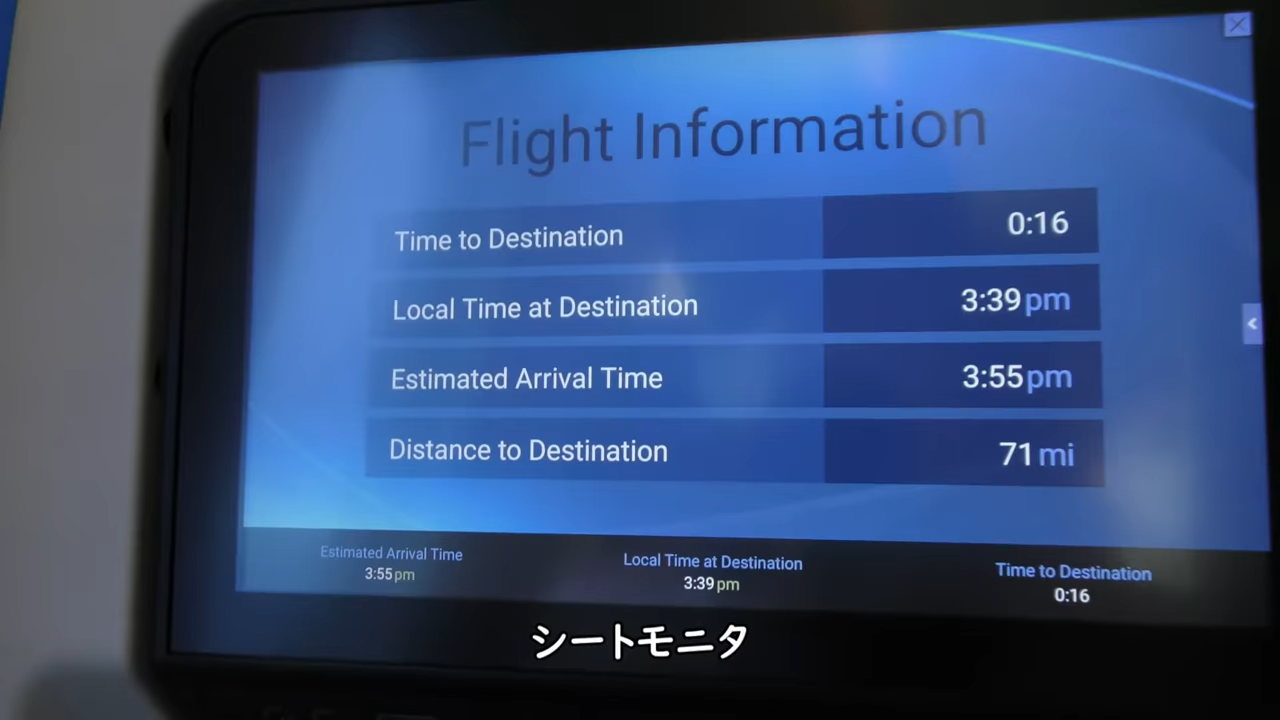 Flight Information
Time to Destination 0:16
Local Time at Destination 3:39pm
Estimated Arrival Time 3:55pm
Distance to Destination 71mi
Estimated Arrival Time Local Time at Destination Time to Destination
3:55pm 3:39pm 0:16
シートモニタ